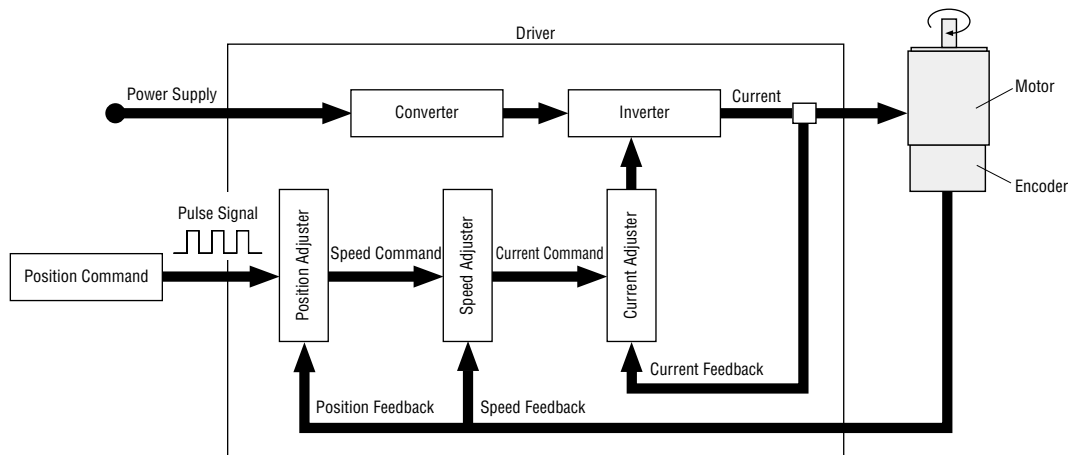 Driver
Power Supply
Converter
Inverter
Current
Motor
Encoder
Pulse Signal
Position Command
Position Adjuster
Speed Command
Speed Adjuster
Current Command
Current Adjuster
Current Feedback
Position Feedback
Speed Feedback